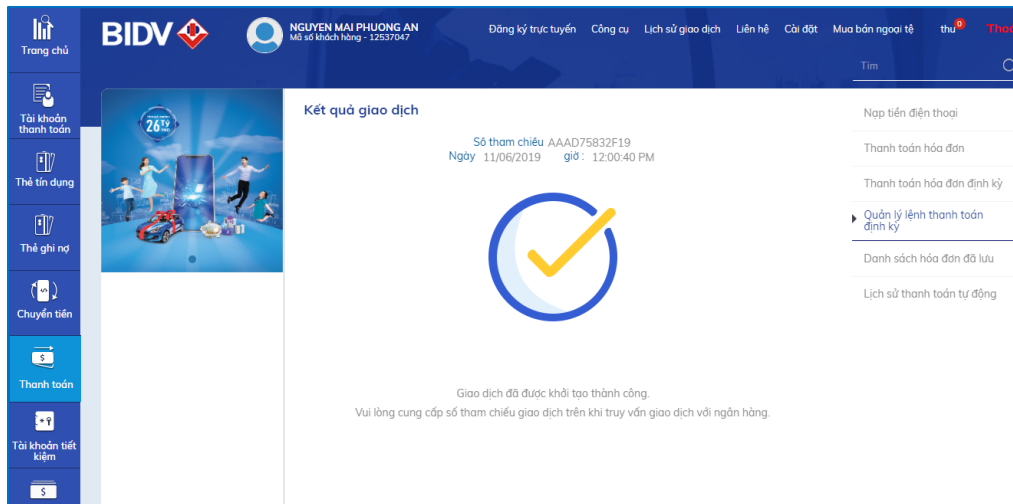 Trang chủ
BIDV
NGUYEN MAI PHUONG AN
Mã số khách hàng - 12537047
Đăng ký trực tuyến Công cụ Lịch sử giao dịch Liên hệ Cài đặt Mua bán ngoại tệ thư 0
Tìm
Tài khoản
thanh toán
Thẻ tín dụng
Thẻ ghi nợ
Chuyển tiền
Thanh toán
Tài khoản tiết
kiệm
26 TỶ
Kết quả giao dịch
Số tham chiếu AAAD75832F19
Ngày 11/06/2019 giờ : 12:00:40 PM
Giao dịch đã được khởi tạo thành công.
Vui lòng cung cấp số tham chiếu giao dịch trên khi truy vấn giao dịch với ngân hàng.
Nạp tiền điện thoại
Thanh toán hóa đơn
Thanh toán hóa đơn định kỳ
Quản lý lệnh thanh toán
định kỳ
Danh sách hóa đơn đã lưu
Lịch sử thanh toán tự động